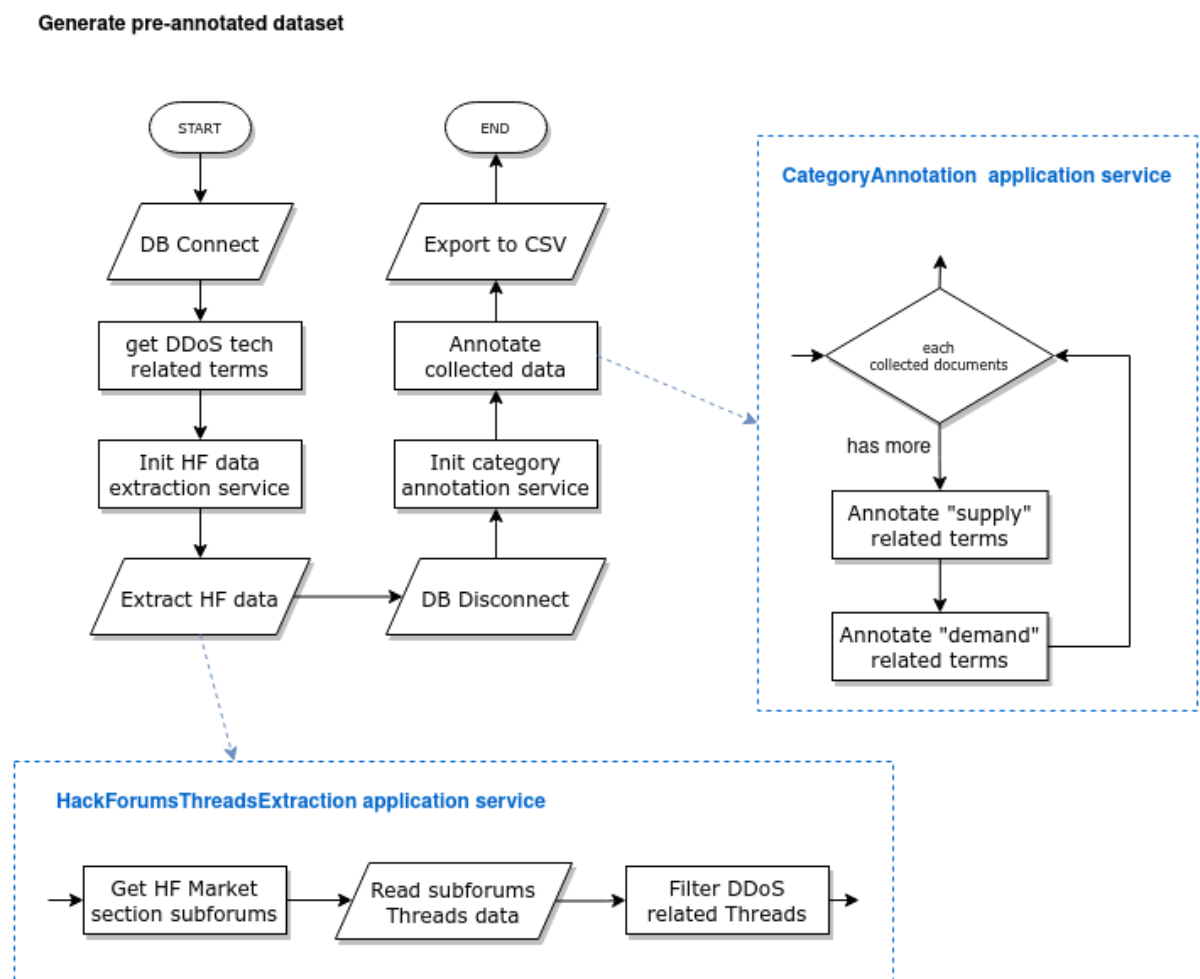 Generate pre-annotated dataset
START
DB Connect
get DDoS tech
related terms
Init HF data
extraction service
Extract HF data
DB Disconnect
Init category
annotation service
Annotate
collected data
Export to CSV
END
CategoryAnnotation application service
each
collected documents
has more
Annotate "supply"
related terms
Annotate "demand"
related terms
HackForumsThreadsExtraction application service
Get HF Market
section subforums
Read subforums
Threads data
Filter DDoS
related Threads